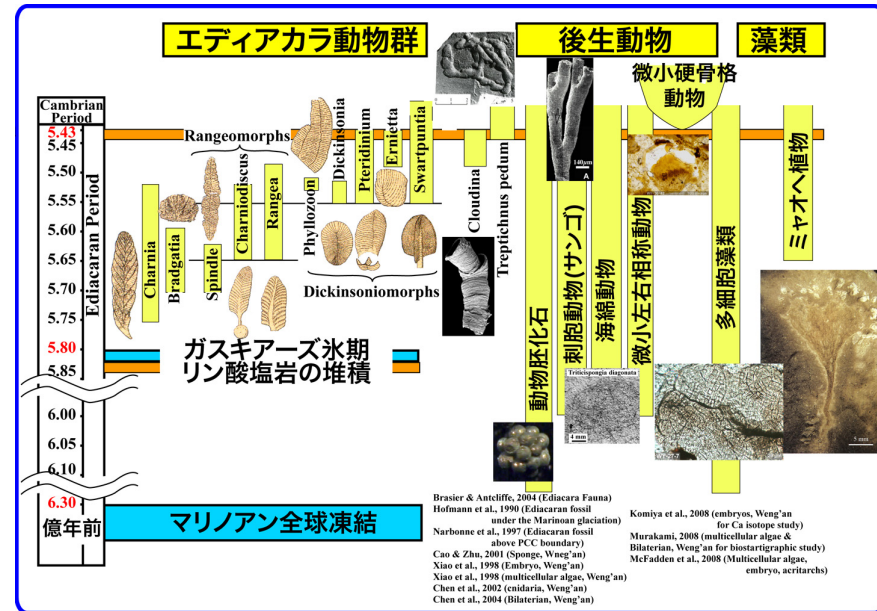 エディアカラ動物群
後生動物
藻類
微小硬骨格
動物
Cambrian
Period
Ediacaran Period
5.43
5.45
5.50
5.55
5.60
5.65
5.70
5.75
5.80
5.85
6.00
6.05
6.10
6.30
億年前
Rangeomorphs
Charnia
Bradgatia
Spindle
Charniodiscus
Rangea
Phyllozoon
Dickinsonia
Pteridinium
Ernietta
Swartpuntia
Dickinsoniomorphs
Cloudina
Treptichnus pedum
140μm
A
動物胚化石
刺胞動物(サンゴ)
海綿動物
微小左右相称動物
多細胞藻類
ミャオヘ植物
ガスキアーズ氷期
リン酸塩岩の堆積
マリノアン全球凍結
Triticispongia diagonata
4 mm
5 mm
Brasier & Antcliffe, 2004 (Ediacara Fauna)
Hofmann et al., 1990 (Ediacaran fossil
under the Marinoan glaciation)
Narbonne et al., 1997 (Ediacaran fossil
above PCC boundary)
Cao & Zhu, 2001 (Sponge, Wneg'an)
Xiao et al., 1998 (Embryo, Weng'an)
Xiao et al., 1998 (multicellular algae, Weng'an)
Chen et al., 2002 (cnidaria, Weng'an)
Chen et al., 2004 (Bilaterian, Weng'an)
Komiya et al., 2008 (embryos, Weng'an
for Ca isotope study)
Murakami, 2008 (multicellular algae &
Bilaterian, Weng'an for biostartigraphic study)
McFadden et al., 2008 (Multicellular algae,
embryo, acritarchs)